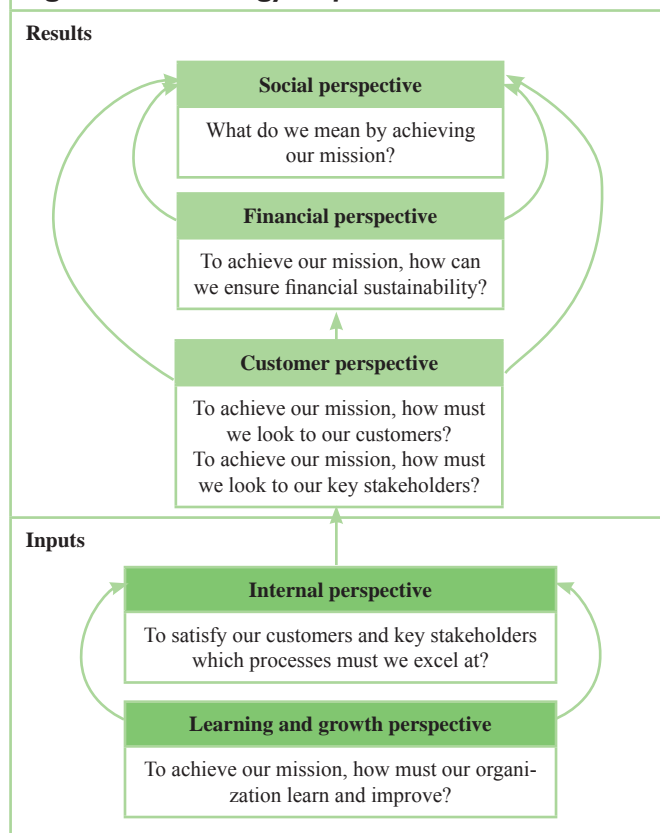 Results
Social perspective
What do we mean by achieving
our mission?
Financial perspective
To achieve our mission, how can
we ensure financial sustainability?
Customer perspective
To achieve our mission, how must
we look to our customers?
To achieve our mission, how must
we look to our key stakeholders?
Inputs
Internal perspective
To satisfy our customers and key stakeholders
which processes must we excel at?
Learning and growth perspective
To achieve our mission, how must our organi-
zation learn and improve?